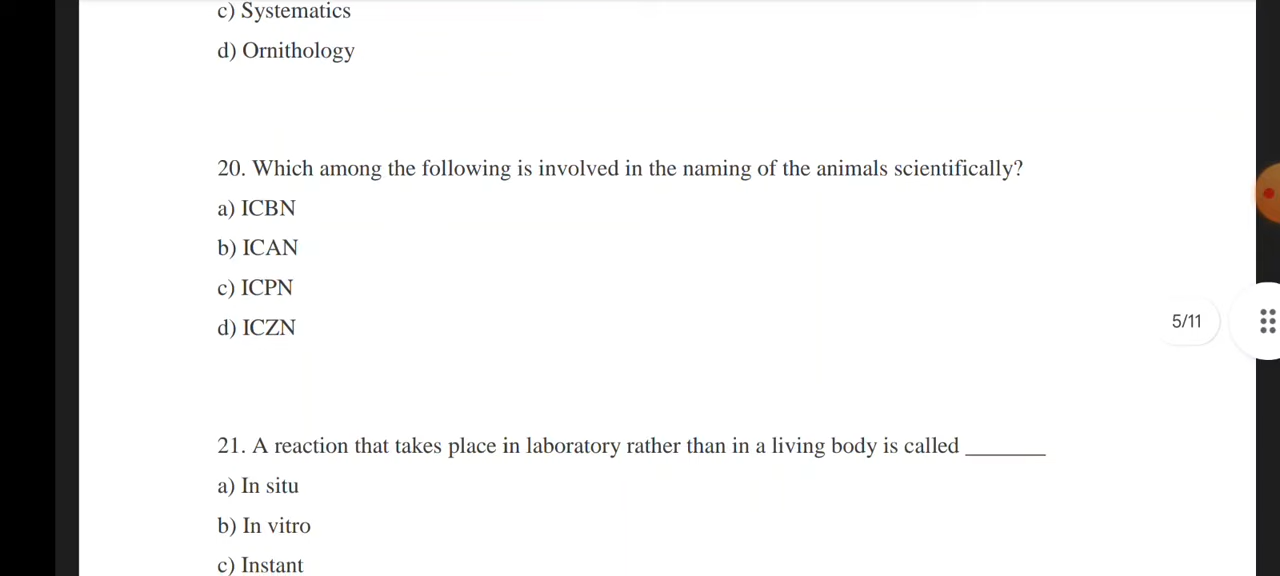 c) Systematics
d) Ornithology
20. Which among the following is involved in the naming of the animals scientifically?
a) ICBN
b) ICAN
c) ICPN
d) ICZN
5/11
21. A reaction that takes place in laboratory rather than in a living body is called _______
a) In situ
b) In vitro
c) Instant